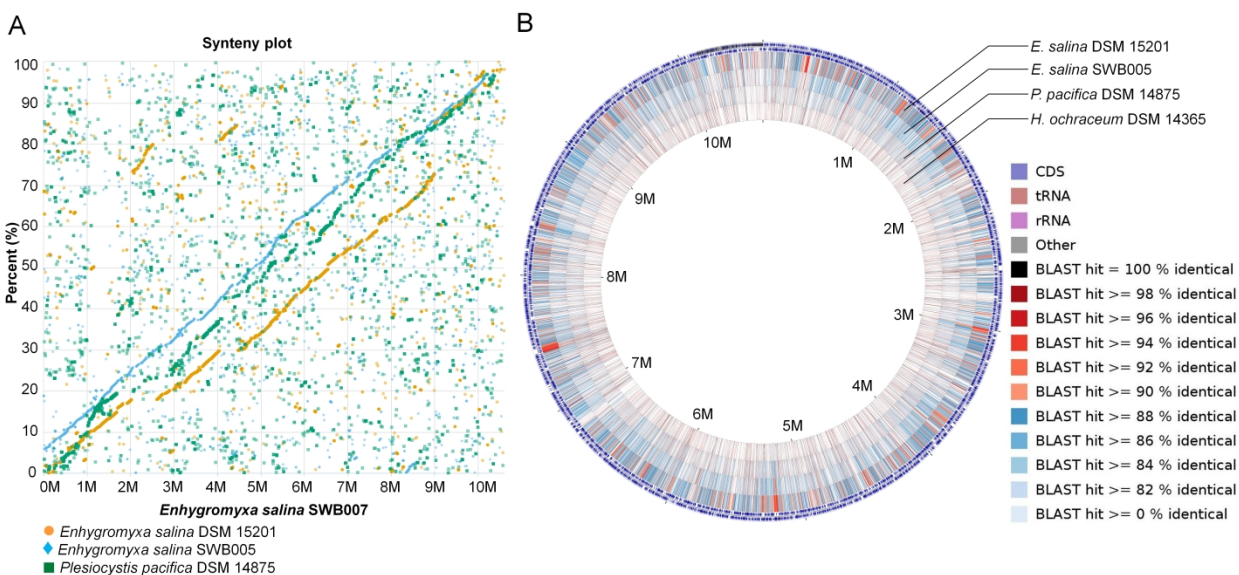 A
Synteny plot
100
90
80
70
60
50
40
30
20
10
0
Percent (%)
0M 1M 2M 3M 4M 5M 6M 7M 8M 9M 10M
Enhygromyxa salina SWB007
Enhygromyxa salina DSM 15201
Enhygromyxa salina SWB005
Plesiocystis pacifica DSM 14875
B
E. salina DSM 15201
E. salina SWB005
P. pacifica DSM 14875
H. ochraceum DSM 14365
1M
2M
3M
4M
5M
6M
7M
8M
9M
10M
CDS
tRNA
rRNA
Other
BLAST hit = 100 % identical
BLAST hit >= 98 % identical
BLAST hit >= 96 % identical
BLAST hit >= 94 % identical
BLAST hit >= 92 % identical
BLAST hit >= 90 % identical
BLAST hit >= 88 % identical
BLAST hit >= 86 % identical
BLAST hit >= 84 % identical
BLAST hit >= 82 % identical
BLAST hit >= 0 % identical